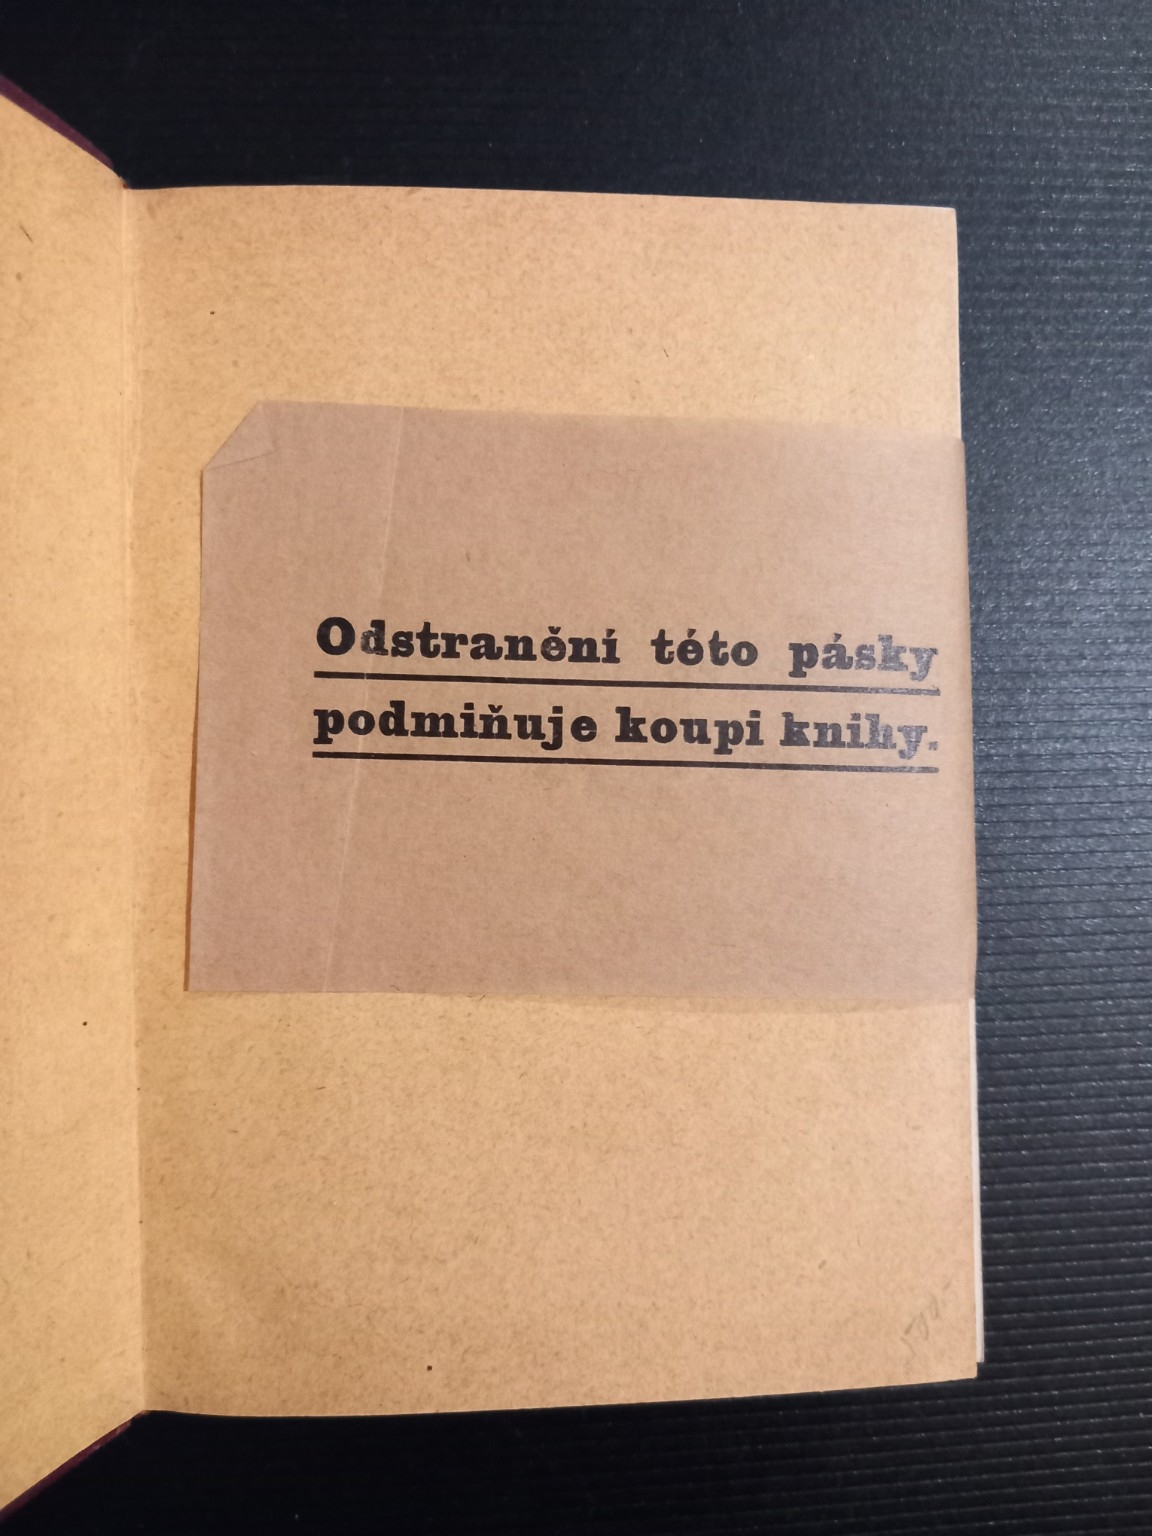 Odstranění této pásky
podmiňuje koupi knihy.